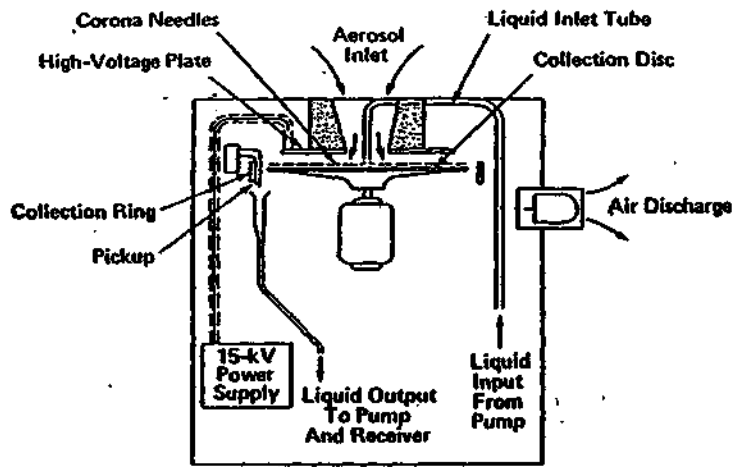 Corona Needles
Aerosol
Inlet
Liquid Inlet Tube
High-Voltage Plate
Collection Disc
Collection Ring
Pickup
Air Discharge
15-kV
Power
Supply
Liquid Output
To Pump
And Receiver
Liquid
Input
From
Pump